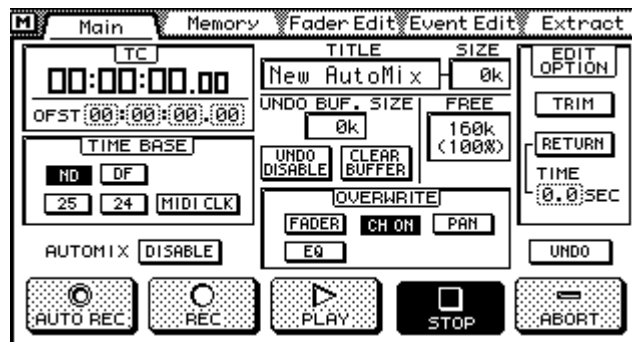 M Main Memory Fader Edit Event Edit Extract
TC
00:00:00.00
OFST 00:00:00.00
TITLE
New AutoMix
SIZE
0k
UNDO BUF. SIZE
0k
FREE
160k
(100%)
UNDO DISABLE
CLEAR BUFFER
EDIT OPTION
TRIM
RETURN
TIME
0.0 SEC
TIME BASE
ND DF
25 24 MIDI CLK
OVERWRITE
FADER CH ON PAN
EQ
AUTOMIX DISABLE
UNDO
AUTO REC REC PLAY STOP ABORT